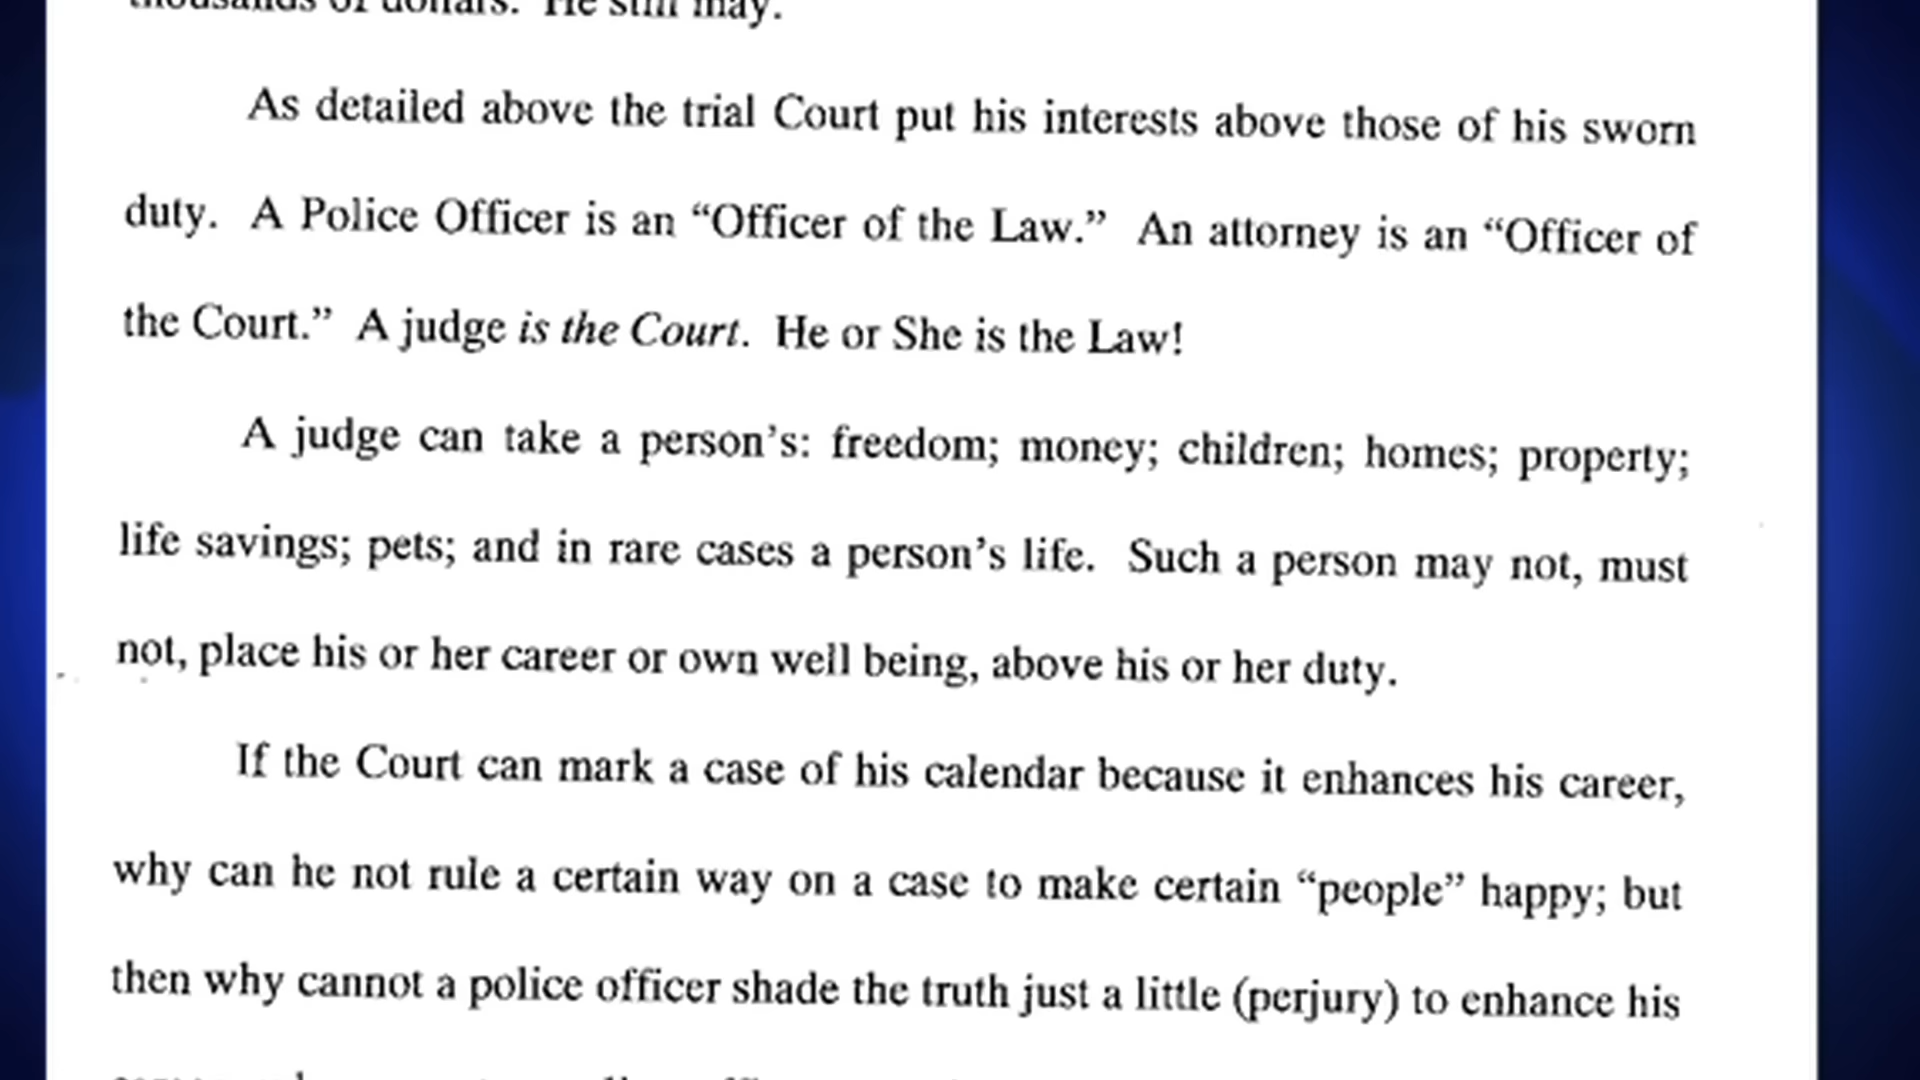 thousands of dollars.  He still may.
As detailed above the trial Court put his interests above those of his sworn
duty.  A Police Officer is an “Officer of the Law.”  An attorney is an “Officer of
the Court.”  A judge is the Court.  He or She is the Law!
A judge can take a person’s: freedom; money; children; homes; property;
life savings; pets; and in rare cases a person’s life.  Such a person may not, must
not, place his or her career or own well being, above his or her duty.
If the Court can mark a case of his calendar because it enhances his career,
why can he not rule a certain way on a case to make certain “people” happy; but
then why cannot a police officer shade the truth just a little (perjury) to enhance his